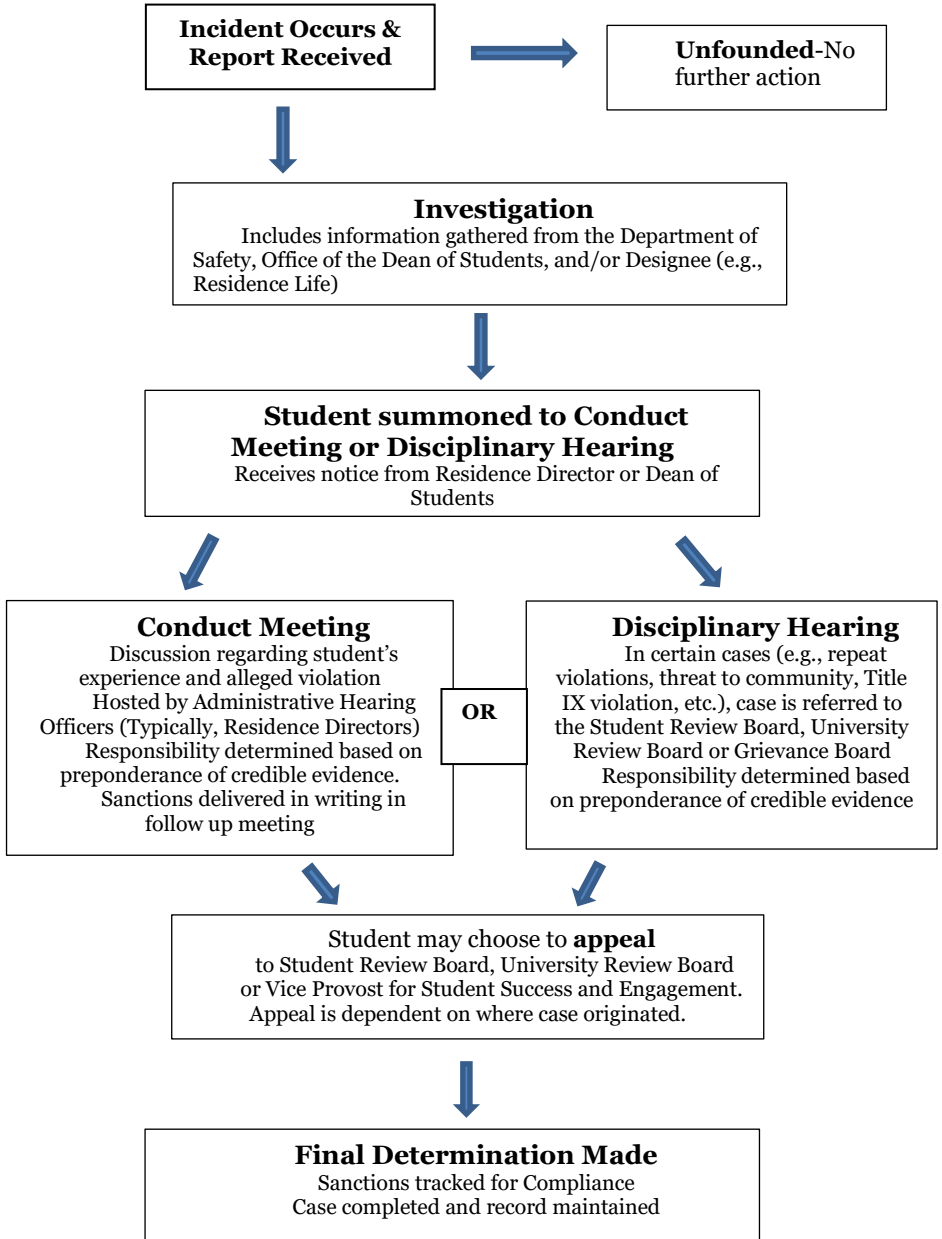 Incident Occurs &
Report Received
Unfounded-No
further action
Investigation
Includes information gathered from the Department of
Safety, Office of the Dean of Students, and/or Designee (e.g.,
Residence Life)
Student summoned to Conduct
Meeting or Disciplinary Hearing
Receives notice from Residence Director or Dean of
Students
Conduct Meeting
Discussion regarding student’s
experience and alleged violation
Hosted by Administrative Hearing
Officers (Typically, Residence Directors)
Responsibility determined based on
preponderance of credible evidence.
Sanctions delivered in writing in
follow up meeting
OR
Disciplinary Hearing
In certain cases (e.g., repeat
violations, threat to community, Title
IX violation, etc.), case is referred to
the Student Review Board, University
Review Board or Grievance Board
Responsibility determined based
on preponderance of credible evidence
Student may choose to appeal
to Student Review Board, University Review Board
or Vice Provost for Student Success and Engagement.
Appeal is dependent on where case originated.
Final Determination Made
Sanctions tracked for Compliance
Case completed and record maintained